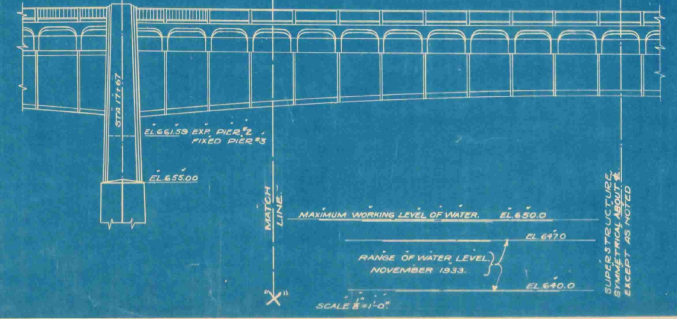 STA 17+67
EL. 661.59 EXP. PIER #2
FIXED PIER #3
EL. 655.00
MATCH
LINE.
MAXIMUM WORKING LEVEL OF WATER. EL. 650.0
EL 647.0
RANGE OF WATER LEVEL
NOVEMBER 1933.
EL. 640.0
"X"
SUPERSTRUCTURE
SYMMETRICAL ABOUT ℄
EXCEPT AS NOTED